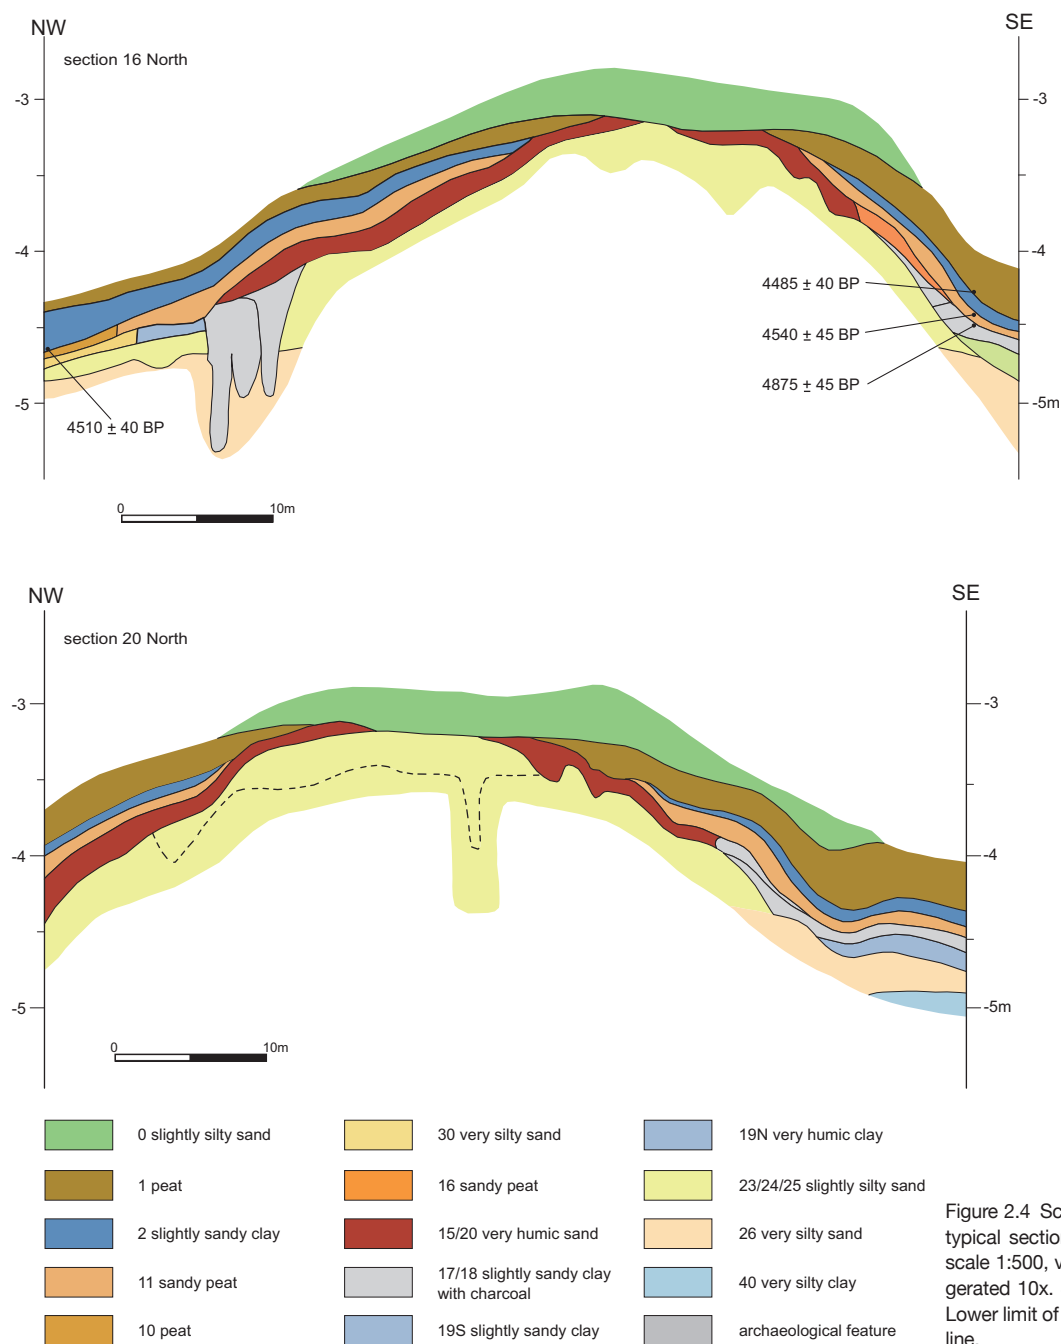 NW
SE
section 16 North
-3
-3
-4
-4
4485 ± 40 BP
4540 ± 45 BP
4875 ± 45 BP
-5
-5m
4510 ± 40 BP
0
10m
NW
SE
section 20 North
-3
-3
-4
-4
-5
-5m
0
10m
0 slightly silty sand
1 peat
2 slightly sandy clay
11 sandy peat
10 peat
30 very silty sand
16 sandy peat
15/20 very humic sand
17/18 slightly sandy clay
with charcoal
19S slightly sandy clay
19N very humic clay
23/24/25 slightly silty sand
26 very silty sand
40 very silty clay
archaeological feature
Figure 2.4
typical
scale 1:500,
gerated 10x.
Lower limit of
line.